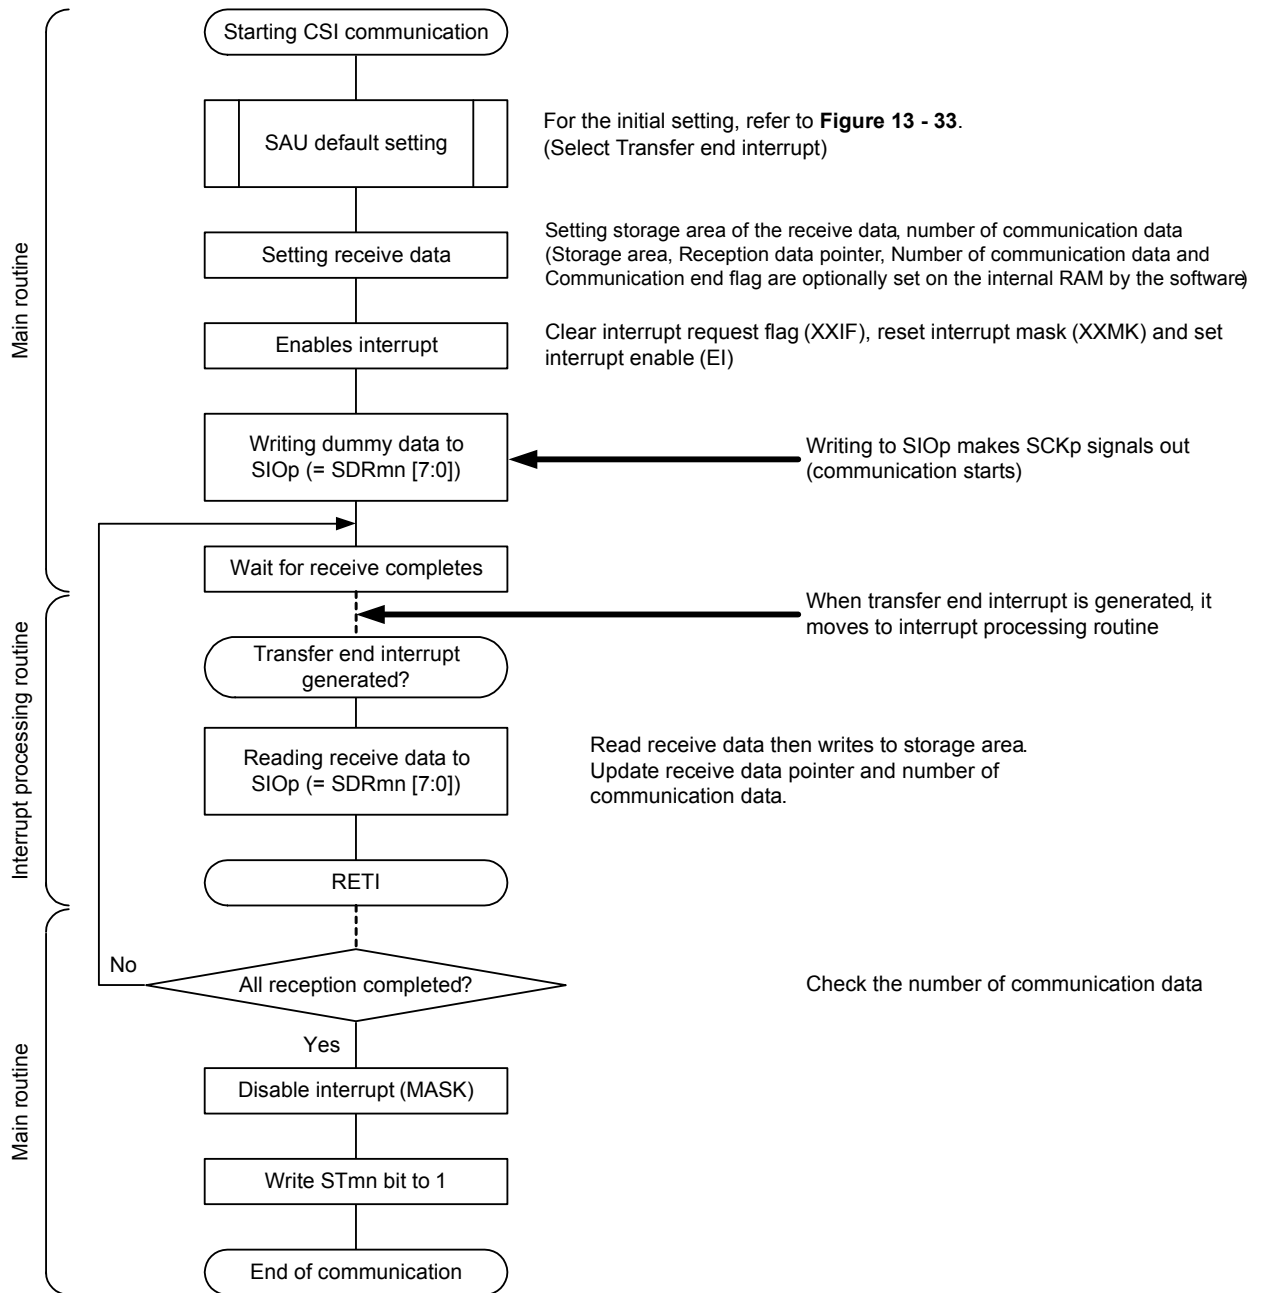 Starting CSI communication
SAU default setting
For the initial setting, refer to Figure 13 - 33.
(Select Transfer end interrupt)
Main routine
Setting receive data
Setting storage area of the receive data, number of communication data
(Storage area, Reception data pointer, Number of communication data and
Communication end flag are optionally set on the internal RAM by the software)
Enables interrupt
Clear interrupt request flag (XXIF), reset interrupt mask (XXMK) and set
interrupt enable (EI)
Writing dummy data to
SIOp (= SDRmn [7:0])
Writing to SIOp makes SCKp signals out
(communication starts)
Wait for receive completes
When transfer end interrupt is generated, it
moves to interrupt processing routine
Interrupt processing routine
Transfer end interrupt
generated?
Reading receive data to
SIOp (= SDRmn [7:0])
Read receive data then writes to storage area.
Update receive data pointer and number of
communication data.
RETI
Main routine
No
All reception completed?
Check the number of communication data
Yes
Disable interrupt (MASK)
Write STmn bit to 1
End of communication